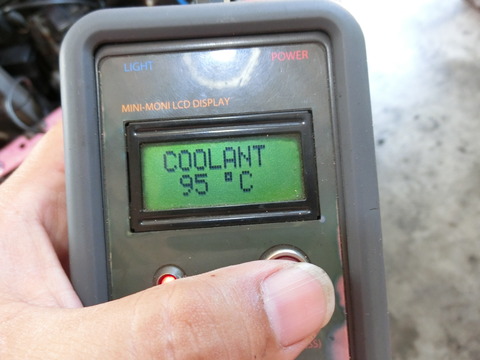 LIGHT POWER
MINI-MONI LCD DISPLAY
COOLANT
95 °C